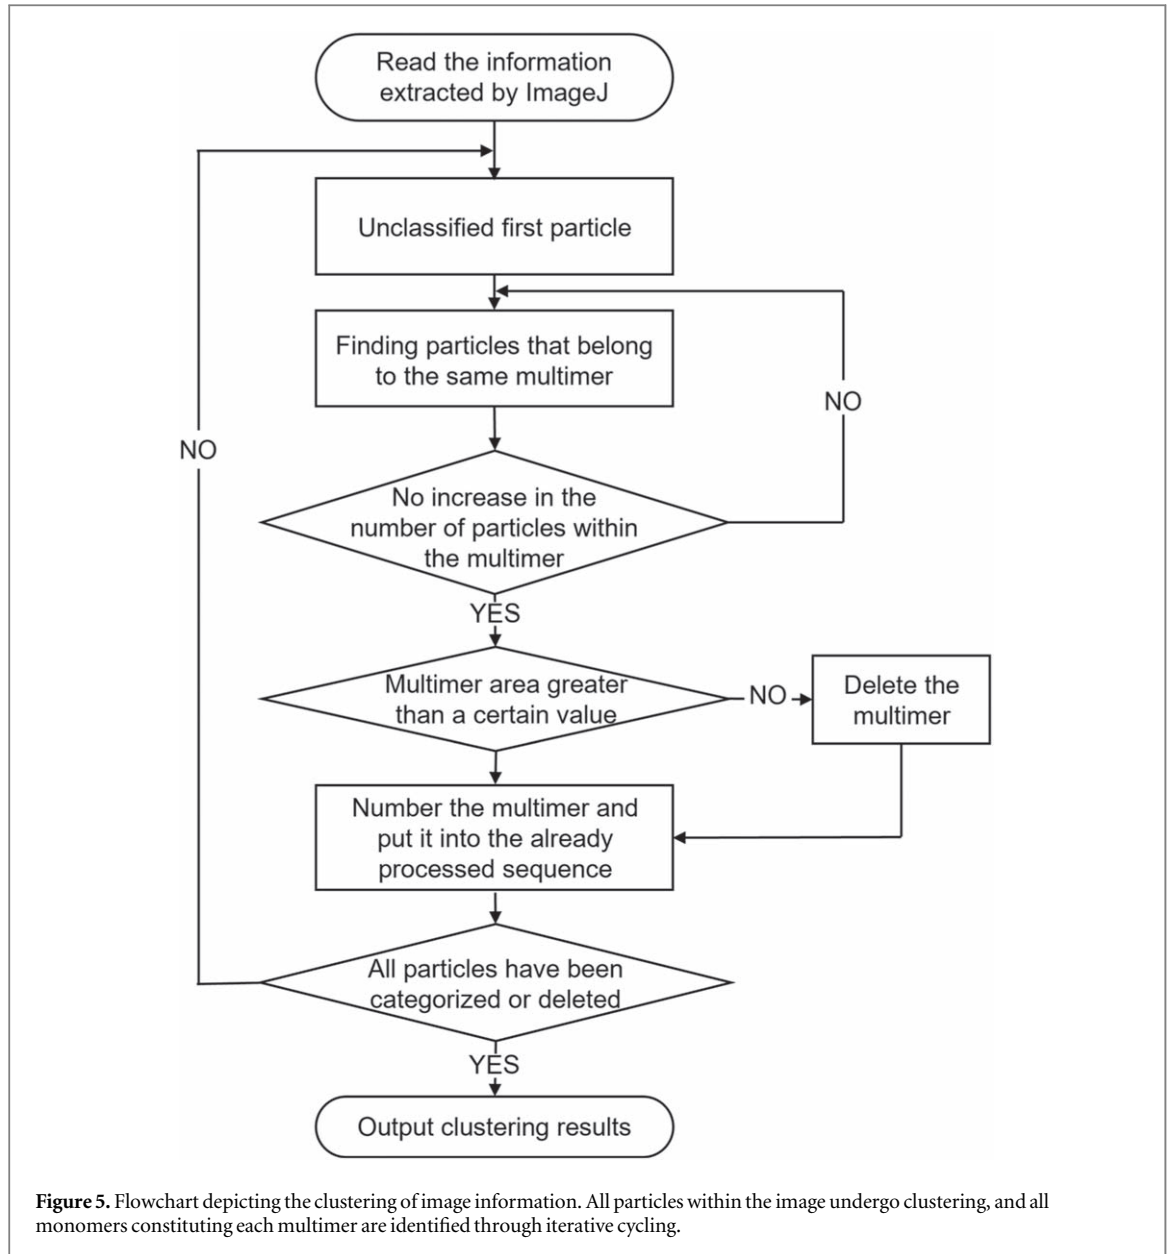 Read the information
extracted by ImageJ
Unclassified first particle
Finding particles that belong
to the same multimer
NO
NO
No increase in the
number of particles within
the multimer
YES
Multimer area greater
than a certain value
NO
Delete the
multimer
Number the multimer and
put it into the already
processed sequence
All particles have been
categorized or deleted
YES
Output clustering results
Figure 5. Flowchart depicting the clustering of image information. All particles within the image undergo clustering, and all
monomers constituting each multimer are identified through iterative cycling.